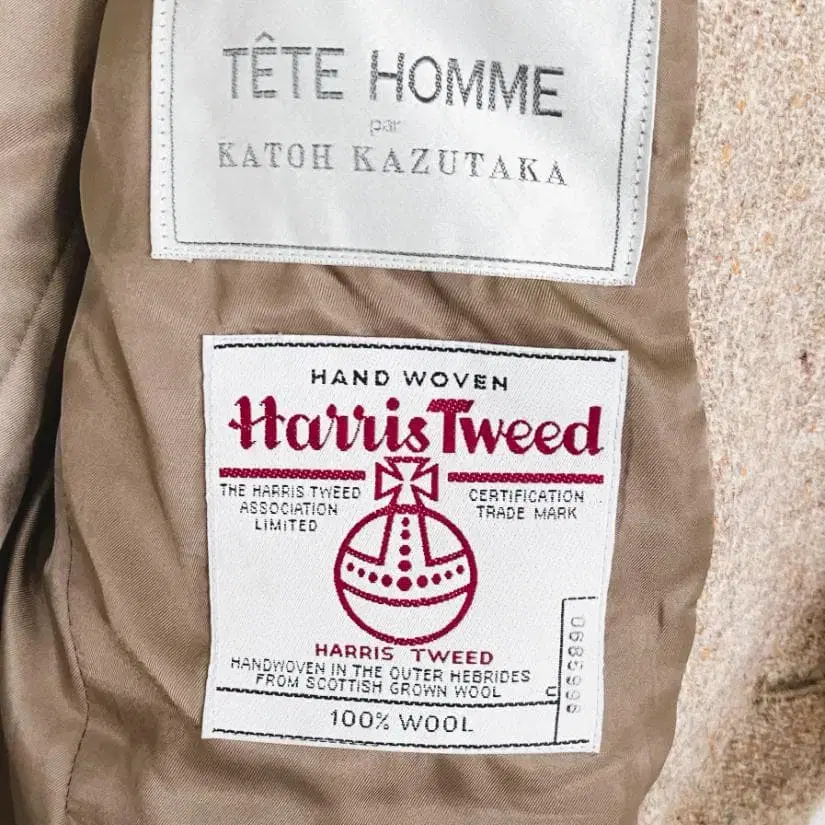 TÊTE HOMME
par
KATOH KAZUTAKA
HAND WOVEN
Harris Tweed
THE HARRIS TWEED
ASSOCIATION
LIMITED
CERTIFICATION
TRADE MARK
HARRIS TWEED
HANDWOVEN IN THE OUTER HEBRIDES
FROM SCOTTISH GROWN WOOL
100% WOOL